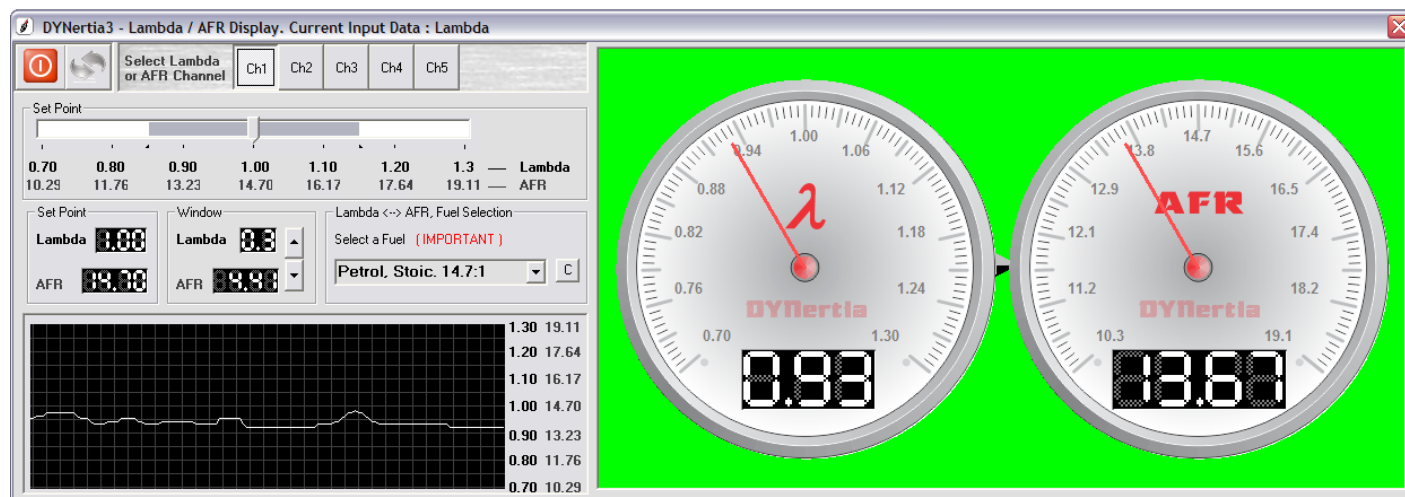 DYNertia3 - Lambda / AFR Display. Current Input Data : Lambda
Select Lambda
or AFR Channel
Ch1 Ch2 Ch3 Ch4 Ch5
Set Point
0.70 0.80 0.90 1.00 1.10 1.20 1.3 — Lambda
10.29 11.76 13.23 14.70 16.17 17.64 19.11 — AFR
Set Point
Lambda
AFR
Window
Lambda
AFR
Lambda <--> AFR, Fuel Selection
Select a Fuel ( IMPORTANT )
Petrol, Stoic. 14.7:1
C
1.30 19.11
1.20 17.64
1.10 16.17
1.00 14.70
0.90 13.23
0.80 11.76
0.70 10.29
0.70
0.76
0.82
0.88
0.94
1.00
1.06
1.12
1.18
1.24
1.30
λ
DYNertia
0.93
10.3
11.2
12.1
12.9
13.8
14.7
15.6
16.5
17.4
18.2
19.1
AFR
DYNertia
13.67